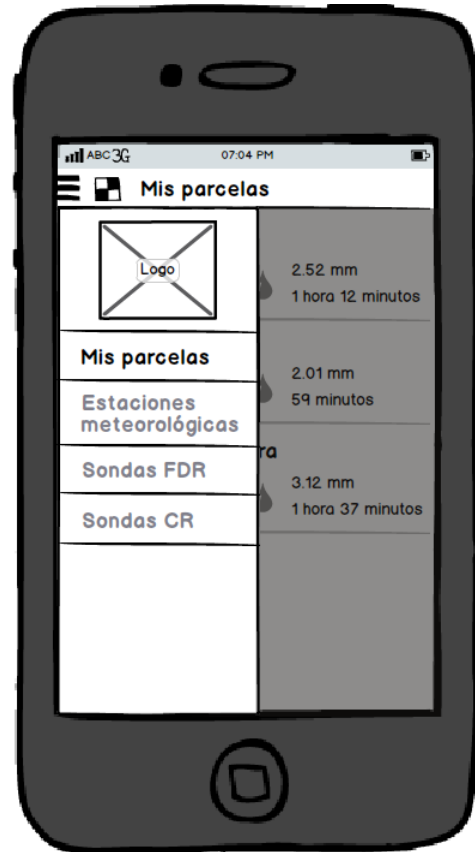 ABC 3G 07:04 PM
Mis parcelas
Logo
Mis parcelas
Estaciones
meteorológicas
Sondas FDR
Sondas CR
2.52 mm
1 hora 12 minutos
2.01 mm
59 minutos
ra
3.12 mm
1 hora 37 minutos